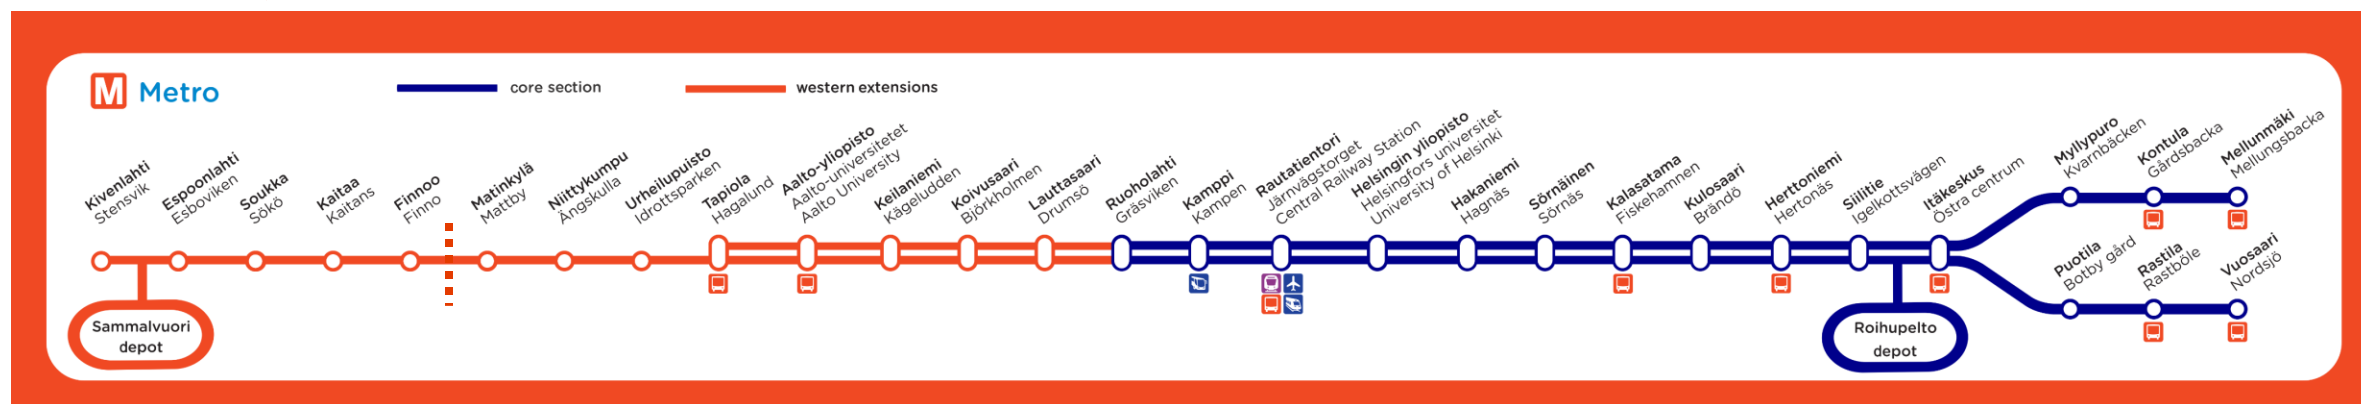 M Metro
core section
western extensions
Kivenlahti
Stensvik
Espoonlahti
Esboviken
Soukka
Sökö
Kaitaa
Kaitans
Finnoo
Finno
Matinkylä
Mattby
Niittykumpu
Ängskulla
Urheilupuisto
Idrottsparken
Tapiola
Hagalund
Aalto-yliopisto
Aalto-universitetet
Aalto University
Keilaniemi
Kägeludden
Koivusaari
Björkholmen
Lauttasaari
Drumsö
Ruoholahti
Gräsviken
Kamppi
Kampen
Rautatientori
Järnvägstorget
Central Railway Station
Helsingin yliopisto
Helsingfors universitet
University of Helsinki
Hakaniemi
Hagnäs
Sörnäinen
Sörnäs
Kalasatama
Fiskehamnen
Kulosaari
Brändö
Herttoniemi
Hertonäs
Siilitie
Igelkottsvägen
Itäkeskus
Östra centrum
Myllypuro
Kvarnbäcken
Kontula
Gårdsbacka
Mellunmäki
Mellungsbacka
Puotila
Botby gård
Rastila
Rastböle
Vuosaari
Nordsjö
Sammalvuori
depot
Roihupelto
depot